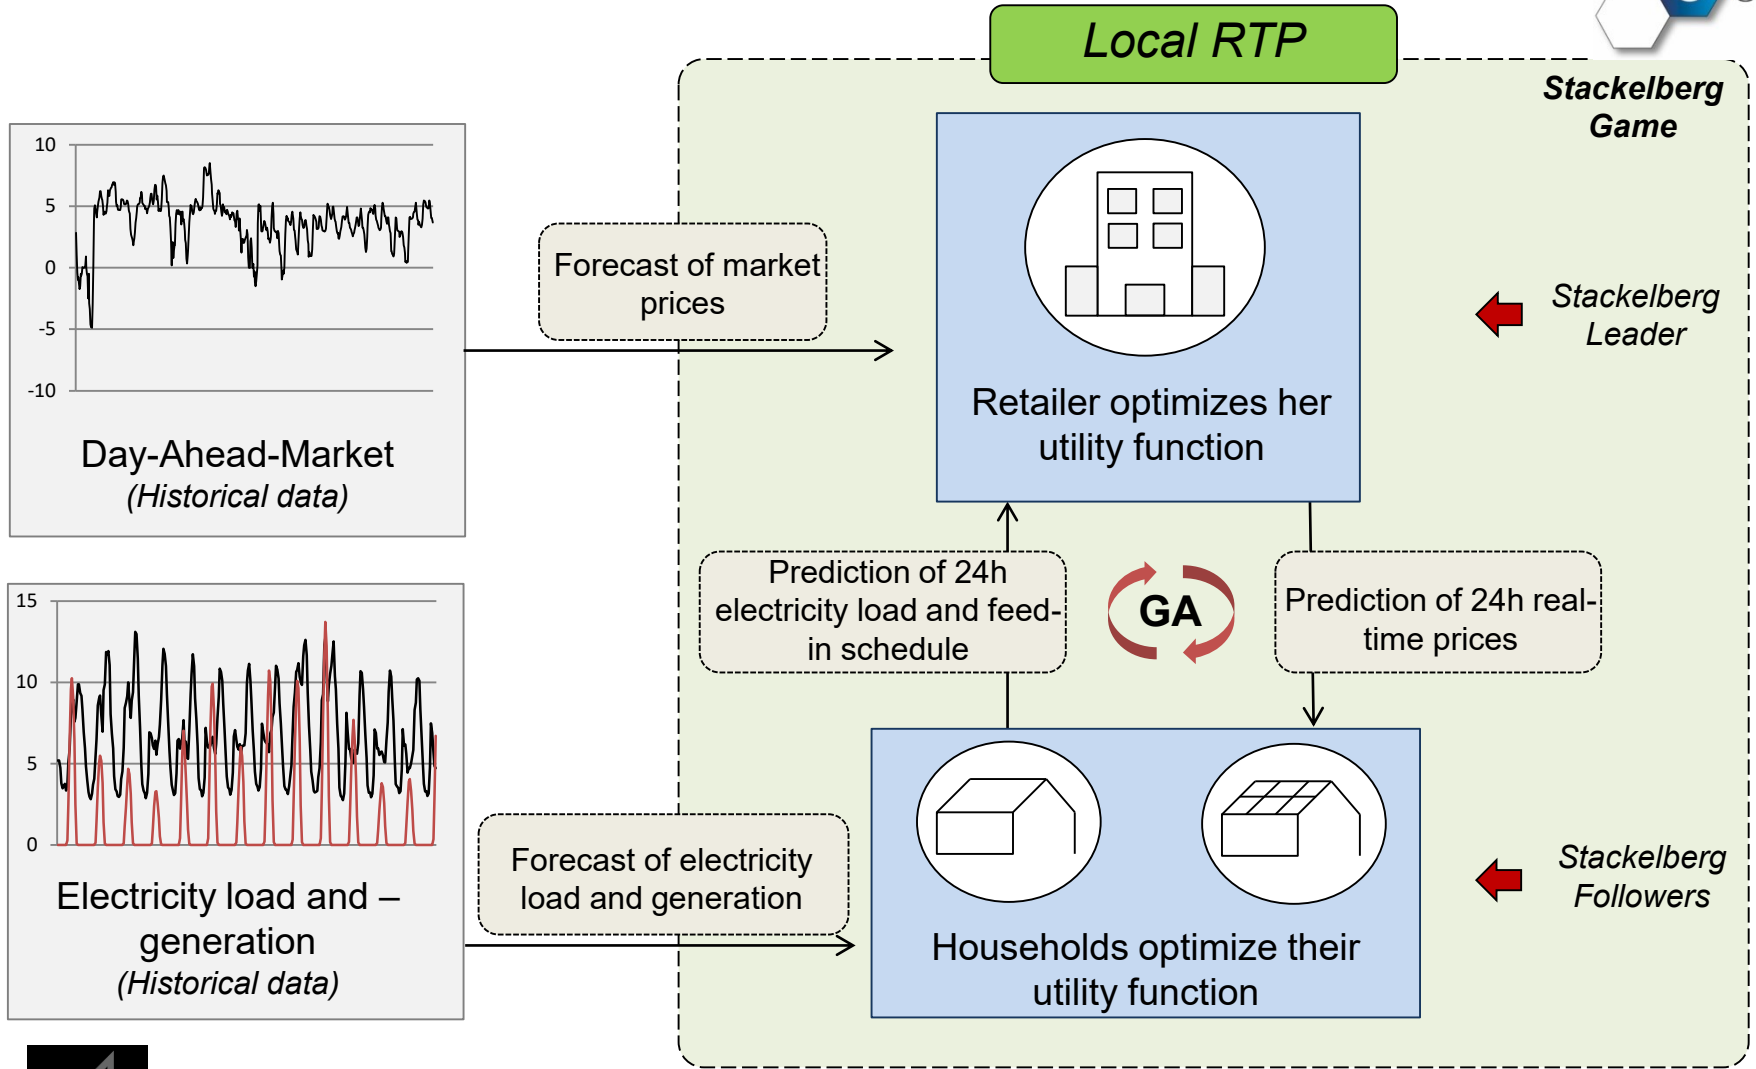 Local RTP
Stackelberg
Game
10
5
0
-5
-10
Day-Ahead-Market
(Historical data)
Forecast of market
prices
Retailer optimizes her
utility function
Stackelberg
Leader
Prediction of 24h
electricity load and feed-
in schedule
GA
Prediction of 24h real-
time prices
15
10
5
0
Electricity load and –
generation
(Historical data)
Forecast of electricity
load and generation
Households optimize their
utility function
Stackelberg
Followers